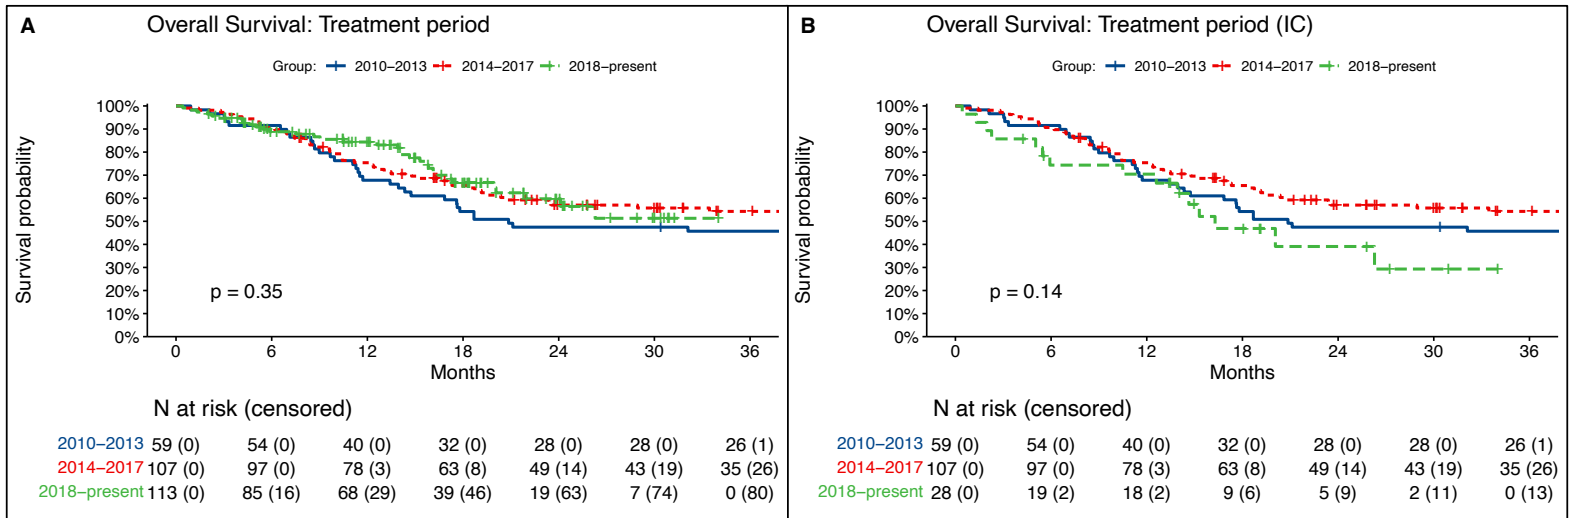 A
Overall Survival: Treatment period
Group: 2010–2013 2014–2017 2018–present
Survival probability
100%
90%
80%
70%
60%
50%
40%
30%
20%
10%
0%
p = 0.35
0 6 12 18 24 30 36
Months
N at risk (censored)
2010–2013 59 (0) 54 (0) 40 (0) 32 (0) 28 (0) 28 (0) 26 (1)
2014–2017 107 (0) 97 (0) 78 (3) 63 (8) 49 (14) 43 (19) 35 (26)
2018–present 113 (0) 85 (16) 68 (29) 39 (46) 19 (63) 7 (74) 0 (80)
B
Overall Survival: Treatment period (IC)
Group: 2010–2013 2014–2017 2018–present
Survival probability
100%
90%
80%
70%
60%
50%
40%
30%
20%
10%
0%
p = 0.14
0 6 12 18 24 30 36
Months
N at risk (censored)
2010–2013 59 (0) 54 (0) 40 (0) 32 (0) 28 (0) 28 (0) 26 (1)
2014–2017 107 (0) 97 (0) 78 (3) 63 (8) 49 (14) 43 (19) 35 (26)
2018–present 28 (0) 19 (2) 18 (2) 9 (6) 5 (9) 2 (11) 0 (13)